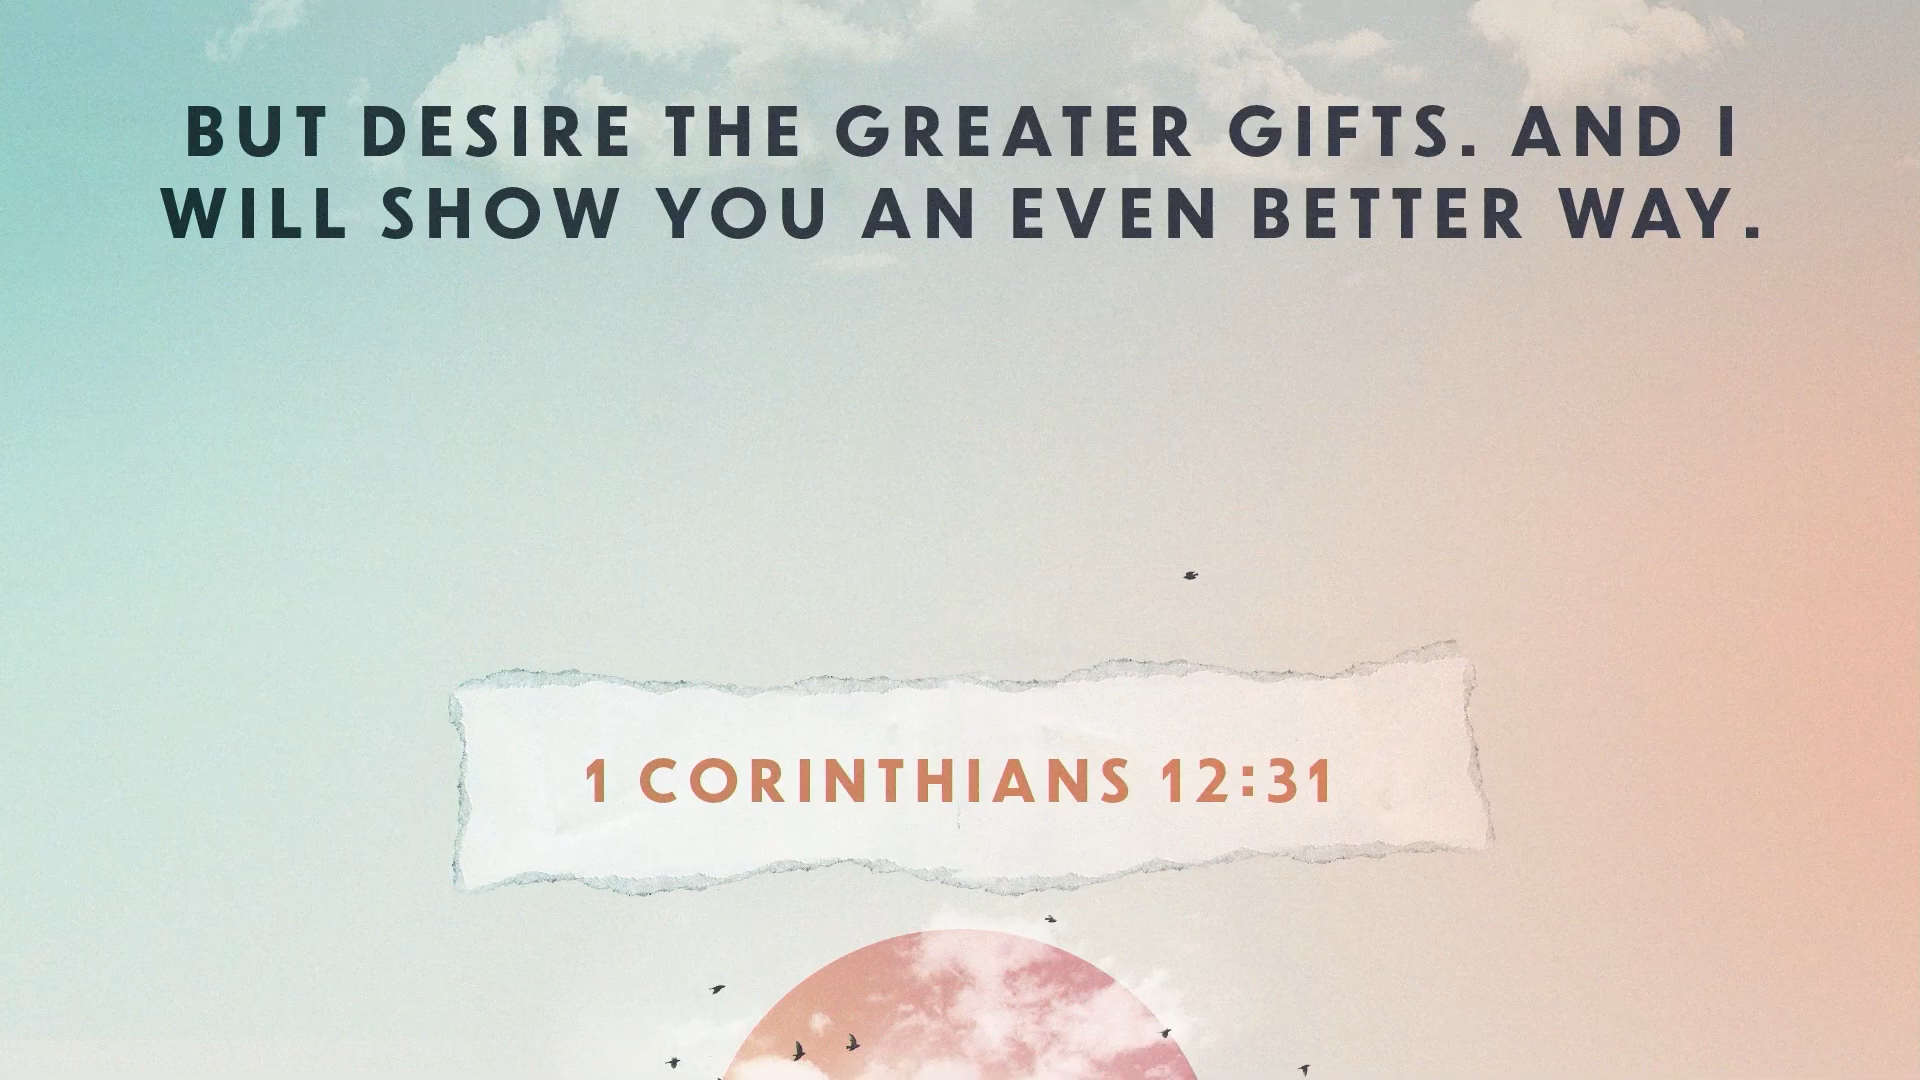 BUT DESIRE THE GREATER GIFTS. AND I
WILL SHOW YOU AN EVEN BETTER WAY.
1 CORINTHIANS 12:31